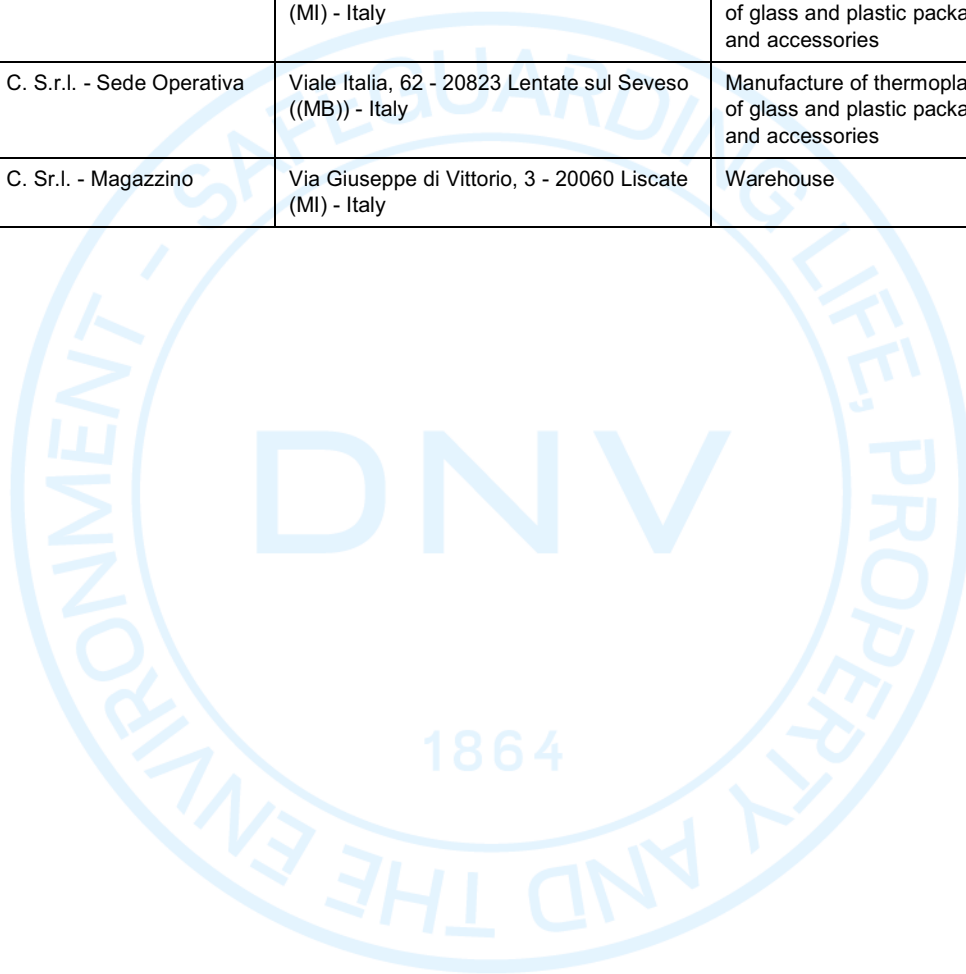 (MI) - Italy
of glass and plastic packa
and accessories
C. S.r.l. - Sede Operativa
Viale Italia, 62 - 20823 Lentate sul Seveso
((MB)) - Italy
Manufacture of thermopla
of glass and plastic packa
and accessories
C. Sr.l. - Magazzino
Via Giuseppe di Vittorio, 3 - 20060 Liscate
(MI) - Italy
Warehouse
SAFEGUARDING LIFE, PROPERTY AND THE ENVIRONMENT -
DNV
1864